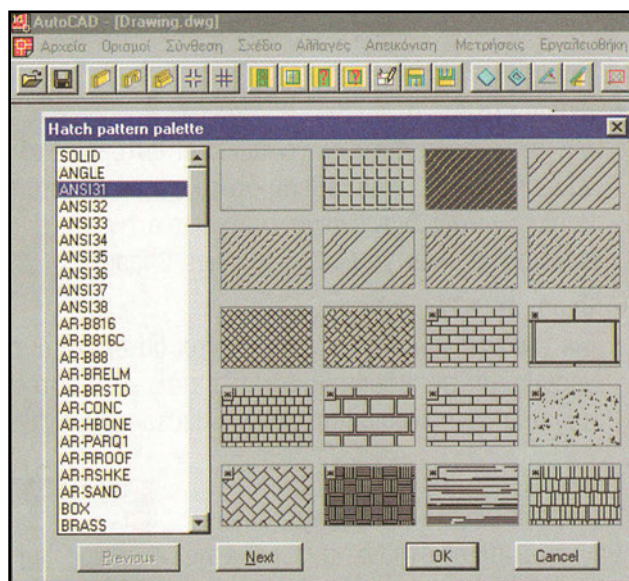 AutoCAD - [Drawing.dwg]
Αρχεία Ορισμοί Σύνθεση Σχέδιο Αλλαγές Απεικόνιση Μετρήσεις Εργαλειοθήκη
Hatch pattern palette
SOLID
ANGLE
ANSI31
ANSI32
ANSI33
ANSI34
ANSI35
ANSI36
ANSI37
ANSI38
AR-B816
AR-B816C
AR-B88
AR-BRELM
AR-BRSTD
AR-CONC
AR-HBONE
AR-PARQ1
AR-RROOF
AR-RSHKE
AR-SAND
BOX
BRASS
Previous Next OK Cancel